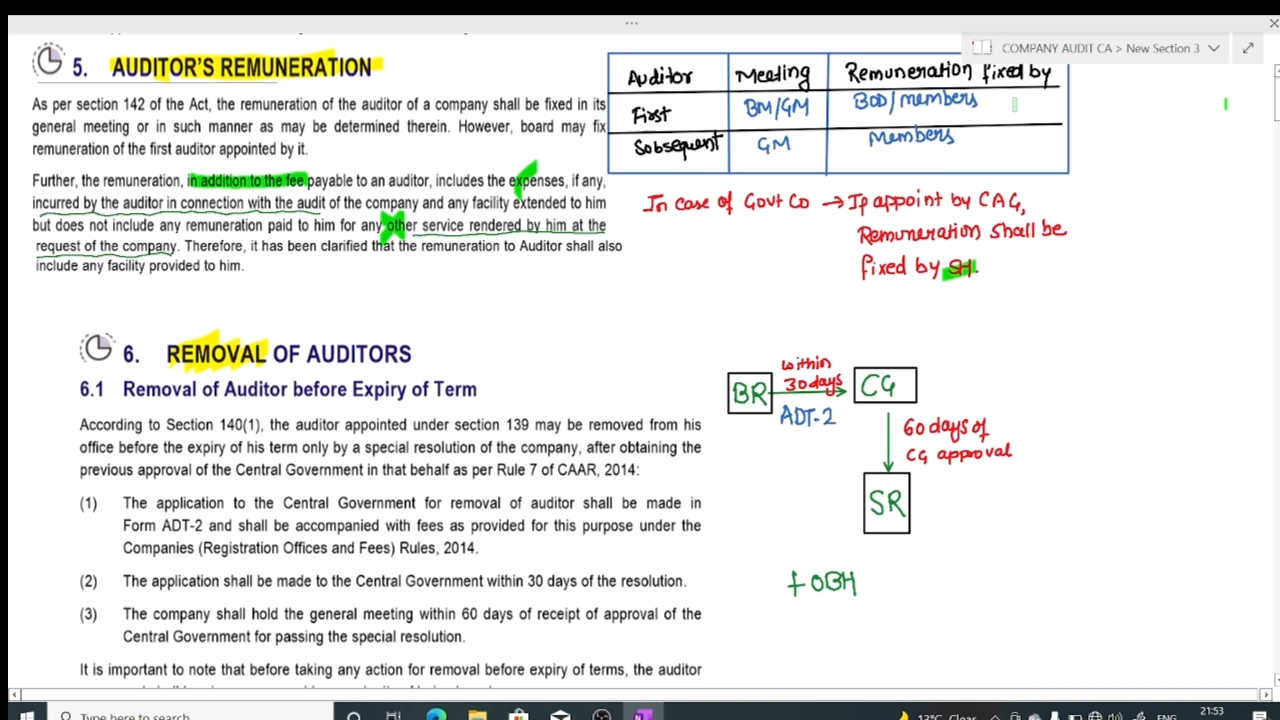 COMPANY AUDIT CA > New Section 3
5. AUDITOR'S REMUNERATION
As per section 142 of the Act, the remuneration of the auditor of a company shall be fixed in its
general meeting or in such manner as may be determined therein. However, board may fix
remuneration of the first auditor appointed by it.
Further, the remuneration, in addition to the fee payable to an auditor, includes the expenses, if any,
incurred by the auditor in connection with the audit of the company and any facility extended to him
but does not include any remuneration paid to him for any other service rendered by him at the
request of the company. Therefore, it has been clarified that the remuneration to Auditor shall also
include any facility provided to him.
Auditor Meeting Remuneration fixed by
First BM/GM BOD/members
Sobsequent GM Members
In case of Govt Co → Ip appoint by CAG,
Remuneration shall be
fixed by SH.
6. REMOVAL OF AUDITORS
6.1 Removal of Auditor before Expiry of Term
According to Section 140(1), the auditor appointed under section 139 may be removed from his
office before the expiry of his term only by a special resolution of the company, after obtaining the
previous approval of the Central Government in that behalf as per Rule 7 of CAAR, 2014:
(1) The application to the Central Government for removal of auditor shall be made in
Form ADT-2 and shall be accompanied with fees as provided for this purpose under the
Companies (Registration Offices and Fees) Rules, 2014.
(2) The application shall be made to the Central Government within 30 days of the resolution.
(3) The company shall hold the general meeting within 60 days of receipt of approval of the
Central Government for passing the special resolution.
It is important to note that before taking any action for removal before expiry of terms, the auditor
BR within 30 days CG
ADT-2
60 days of
CG approval
SR
+ OBH
Type here to search
13°C Clear
ENG
21:53